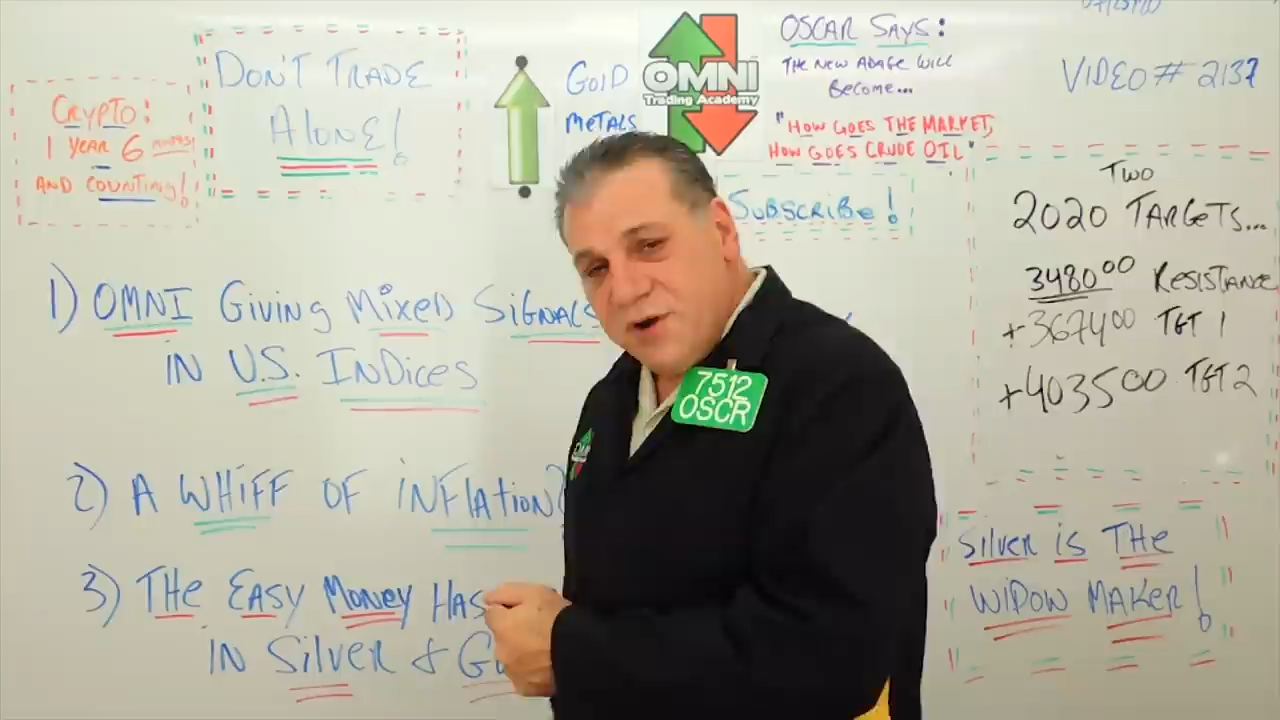 CRYPTO:
1 YEAR 6 MONTHS
AND COUNTING!
DON'T TRADE
ALONE!
GOLD
METALS
OMNI
Trading Academy
OSCAR SAYS:
THE NEW ADAGE WILL
BECOME...
"HOW GOES THE MARKET,
HOW GOES CRUDE OIL"
SUBSCRIBE!
VIDEO # 2137
TWO
2020 TARGETS...
3480.00 RESISTANCE
+3674.00 TGT 1
+4035.00 TGT 2
1) OMNI GIVING MIXED SIGNALS
IN U.S. INDICES
2) A WHIFF OF INFLATION?
3) THE EASY MONEY HAS
IN SILVER & GO
7512
OSCR
SILVER IS THE
WIDOW MAKER!